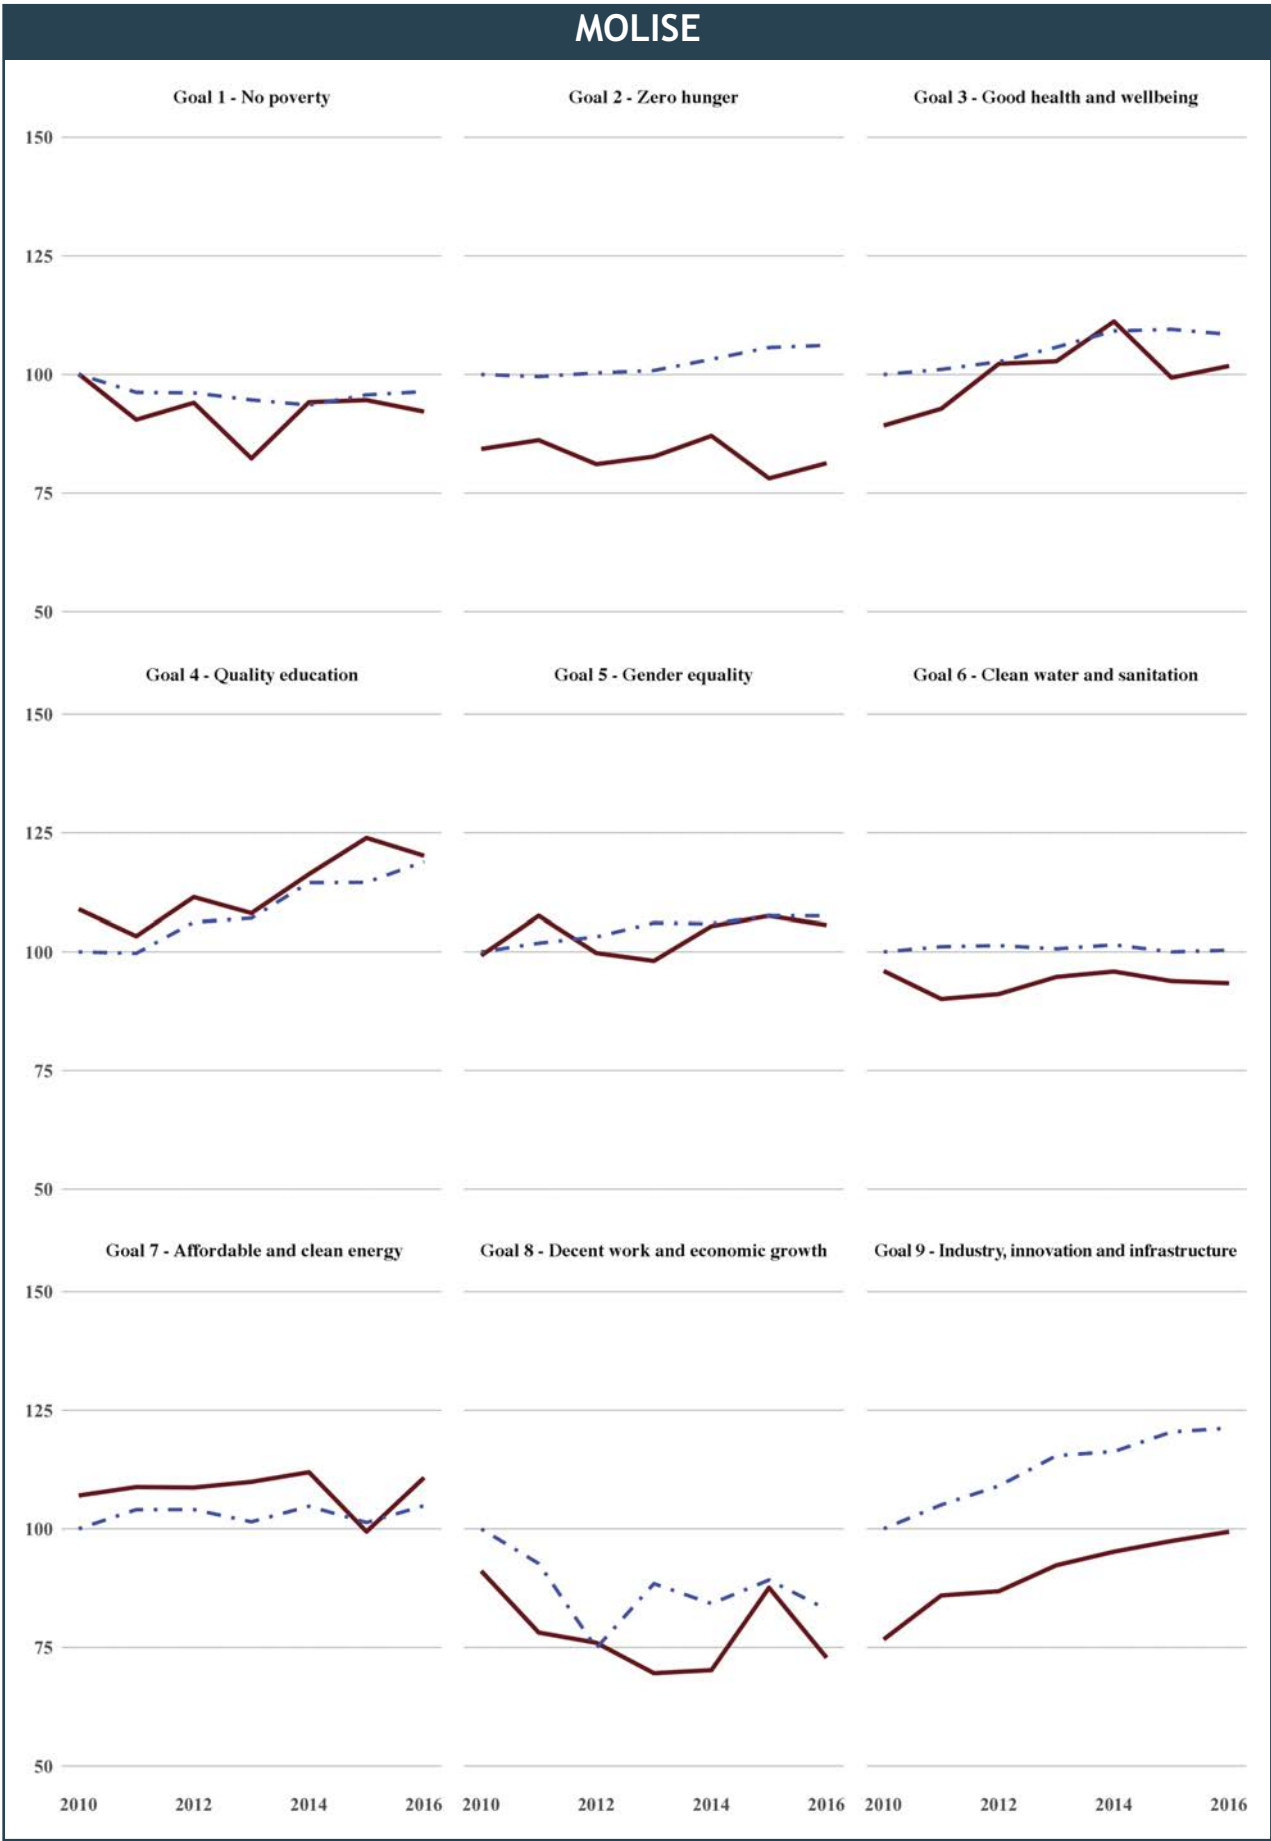 MOLISE
Goal 1 - No poverty
Goal 2 - Zero hunger
Goal 3 - Good health and wellbeing
150
125
100
75
50
Goal 4 - Quality education
Goal 5 - Gender equality
Goal 6 - Clean water and sanitation
150
125
100
75
50
Goal 7 - Affordable and clean energy
Goal 8 - Decent work and economic growth
Goal 9 - Industry, innovation and infrastructure
150
125
100
75
50
2010 2012 2014 2016 2010 2012 2014 2016 2010 2012 2014 2016